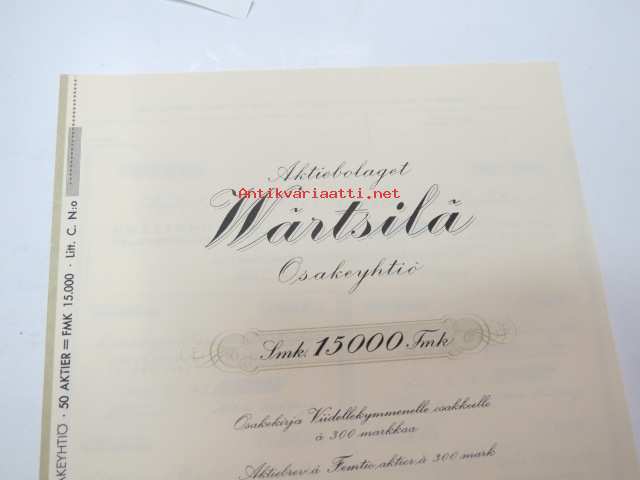 Aktiebolaget
Antikvariaatti.net
Wärtsilä
Osakeyhtiö
Smk. 15000 Fmk
Osakekirja Viidellekymmenelle osakkeelle
à 300 markkaa
Aktiebrev å Femtio aktier à 300 mark
AKEYHTIÖ · 50 AKTIER = FMK 15.000 · Litt. C. N:o